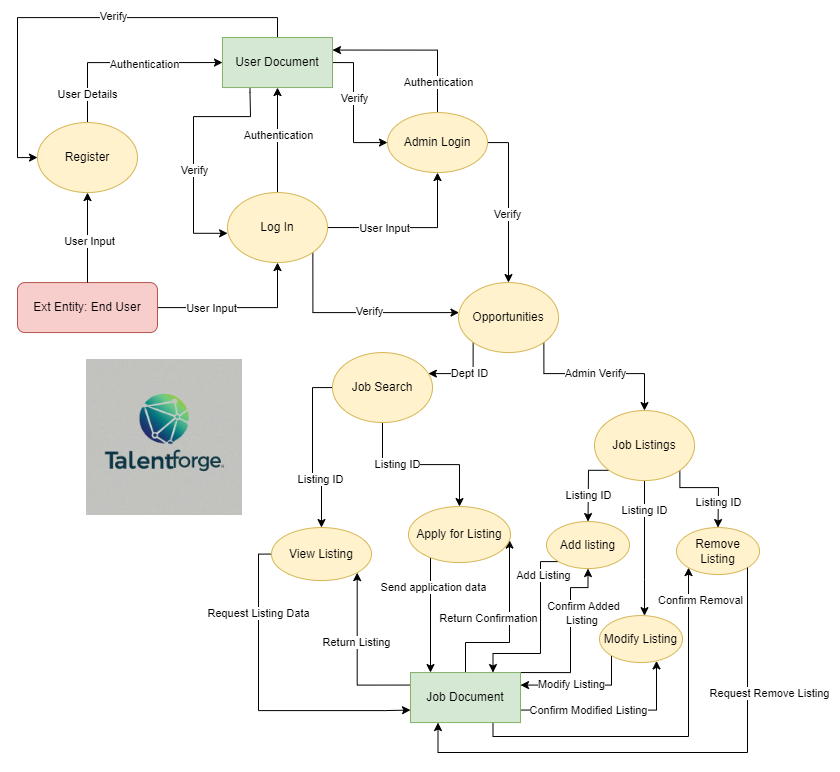 Verify
User Document
Authentication
Authentication
User Details
Verify
Authentication
Admin Login
Register
Verify
Log In
User Input
Verify
User Input
Ext Entity: End User
User Input
Verify
Opportunities
Dept ID
Admin Verify
Job Search
Talentforge
Job Listings
Listing ID
Listing ID
Listing ID
Listing ID
Listing ID
Apply for Listing
View Listing
Add listing
Remove
Listing
Send application data
Add Listing
Request Listing Data
Return Confirmation
Confirm Added
Listing
Confirm Removal
Return Listing
Modify Listing
Job Document
Modify Listing
Confirm Modified Listing
Request Remove Listing